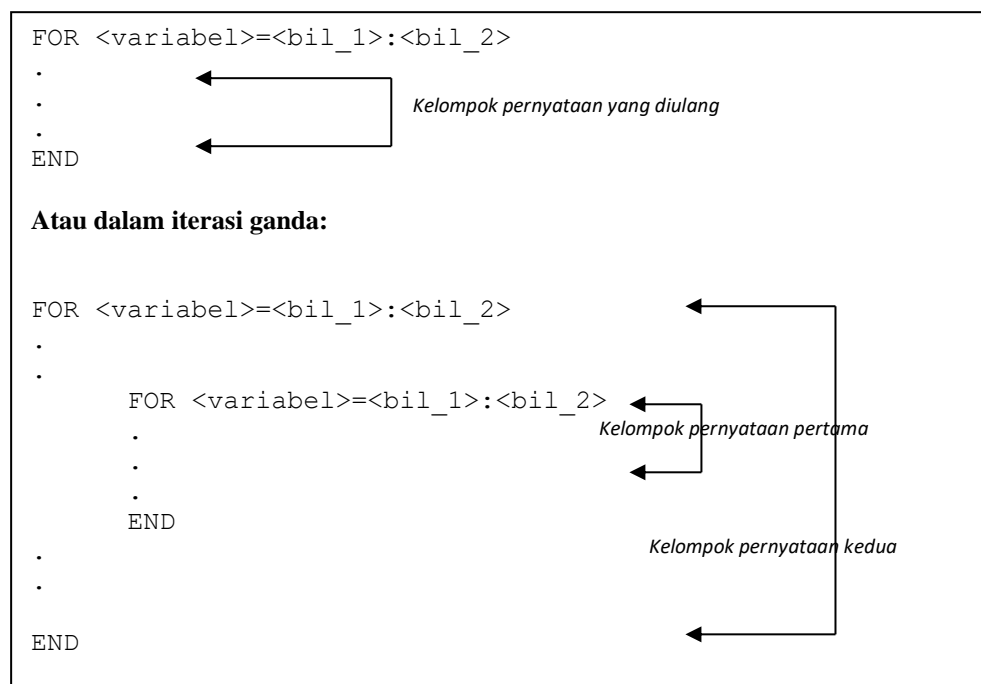 FOR <variabel>=<bil_1>:<bil_2>
.
.
Kelompok pernyataan yang diulang
.
END
Atau dalam iterasi ganda:
FOR <variabel>=<bil_1>:<bil_2>
.
.
FOR <variabel>=<bil_1>:<bil_2>
.
Kelompok pernyataan pertama
.
.
END
.
Kelompok pernyataan kedua
.
END